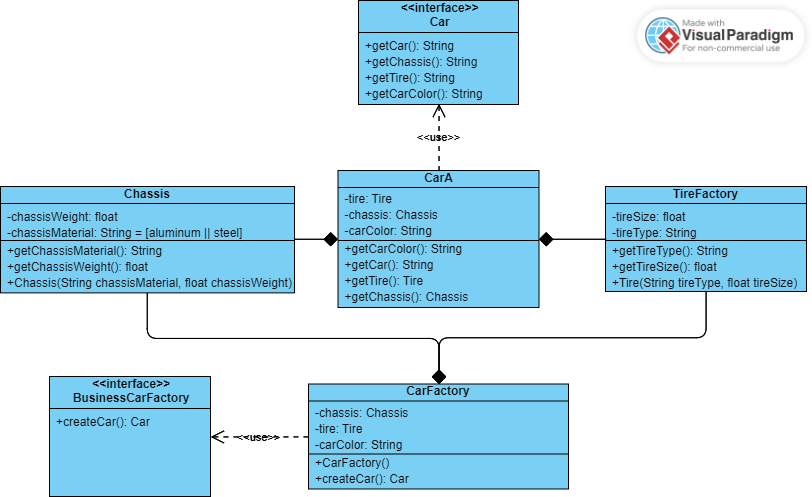 <<interface>>
Car
+getCar(): String
+getChassis(): String
+getTire(): String
+getCarColor(): String
Made with
VisualParadigm
For non-commercial use
<<use>>
Chassis
-chassisWeight: float
-chassisMaterial: String = [aluminum || steel]
+getChassisMaterial(): String
+getChassisWeight(): float
+Chassis(String chassisMaterial, float chassisWeight)
CarA
-tire: Tire
-chassis: Chassis
-carColor: String
+getCarColor(): String
+getCar(): String
+getTire(): Tire
+getChassis(): Chassis
TireFactory
-tireSize: float
-tireType: String
+getTireType(): String
+getTireSize(): float
+Tire(String tireType, float tireSize)
<<interface>>
BusinessCarFactory
+createCar(): Car
<<use>>
CarFactory
-chassis: Chassis
-tire: Tire
-carColor: String
+CarFactory()
+createCar(): Car